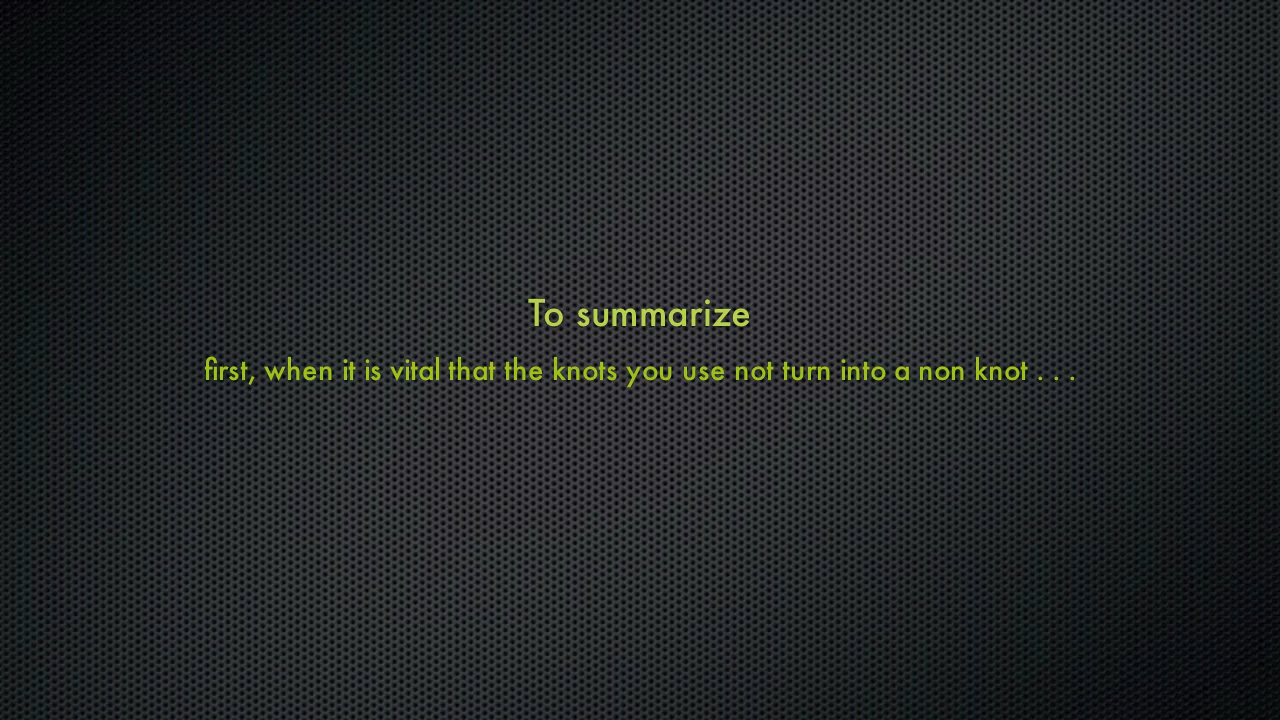 To summarize
first, when it is vital that the knots you use not turn into a non knot . . .